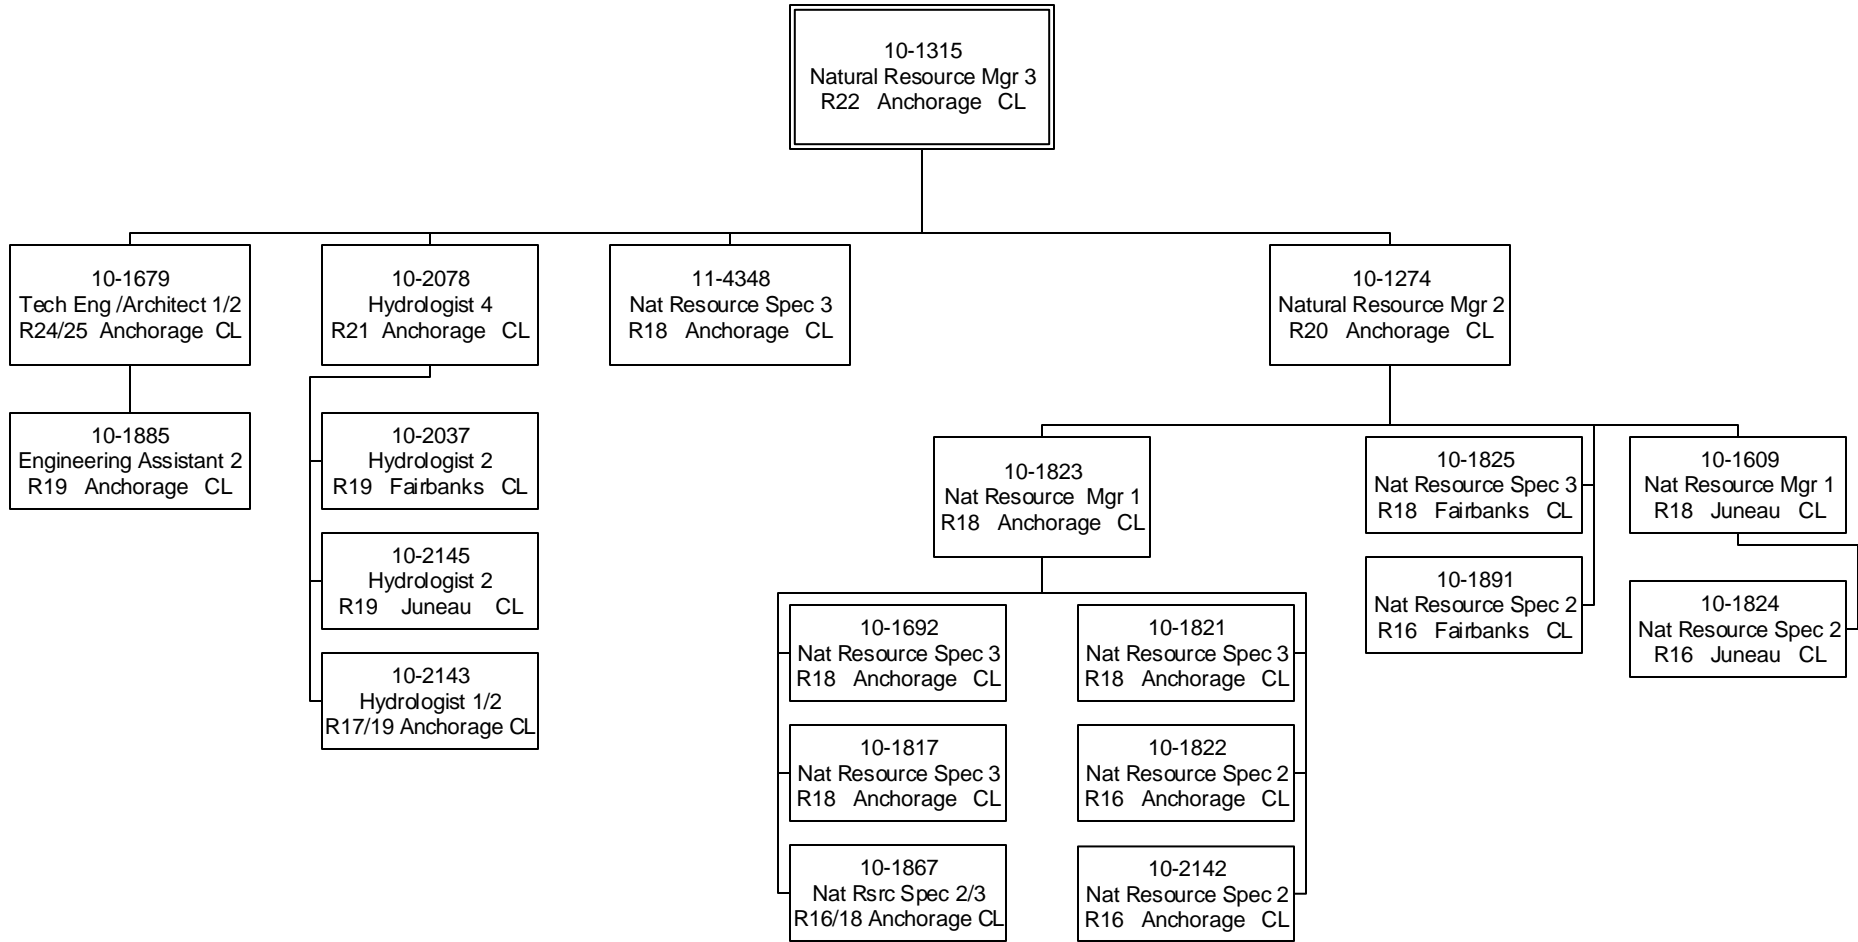 10-1315
Natural Resource Mgr 3
R22 Anchorage CL
10-1679
Tech Eng /Architect 1/2
R24/25 Anchorage CL
10-2078
Hydrologist 4
R21 Anchorage CL
11-4348
Nat Resource Spec 3
R18 Anchorage CL
10-1274
Natural Resource Mgr 2
R20 Anchorage CL
10-1885
Engineering Assistant 2
R19 Anchorage CL
10-2037
Hydrologist 2
R19 Fairbanks CL
10-2145
Hydrologist 2
R19 Juneau CL
10-2143
Hydrologist 1/2
R17/19 Anchorage CL
10-1823
Nat Resource Mgr 1
R18 Anchorage CL
10-1825
Nat Resource Spec 3
R18 Fairbanks CL
10-1609
Nat Resource Mgr 1
R18 Juneau CL
10-1891
Nat Resource Spec 2
R16 Fairbanks CL
10-1824
Nat Resource Spec 2
R16 Juneau CL
10-1692
Nat Resource Spec 3
R18 Anchorage CL
10-1821
Nat Resource Spec 3
R18 Anchorage CL
10-1817
Nat Resource Spec 3
R18 Anchorage CL
10-1822
Nat Resource Spec 2
R16 Anchorage CL
10-1867
Nat Rsrc Spec 2/3
R16/18 Anchorage CL
10-2142
Nat Resource Spec 2
R16 Anchorage CL